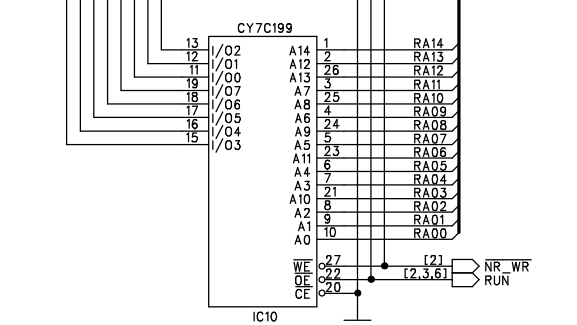 CY7C199
13 I/O2 A14 1 RA14
12 I/O1 A12 2 RA13
11 I/O0 A13 26 RA12
19 I/O7 A7 3 RA11
18 I/O6 A8 25 RA10
17 I/O5 A6 4 RA09
16 I/O4 A9 24 RA08
15 I/O3 A5 5 RA07
A11 23 RA06
A4 6 RA05
A3 7 RA04
A10 21 RA03
A2 8 RA02
A1 9 RA01
A0 10 RA00
WE 27 [2] NR_WR
OE 22 [2,3,6] RUN
CE 20
IC10